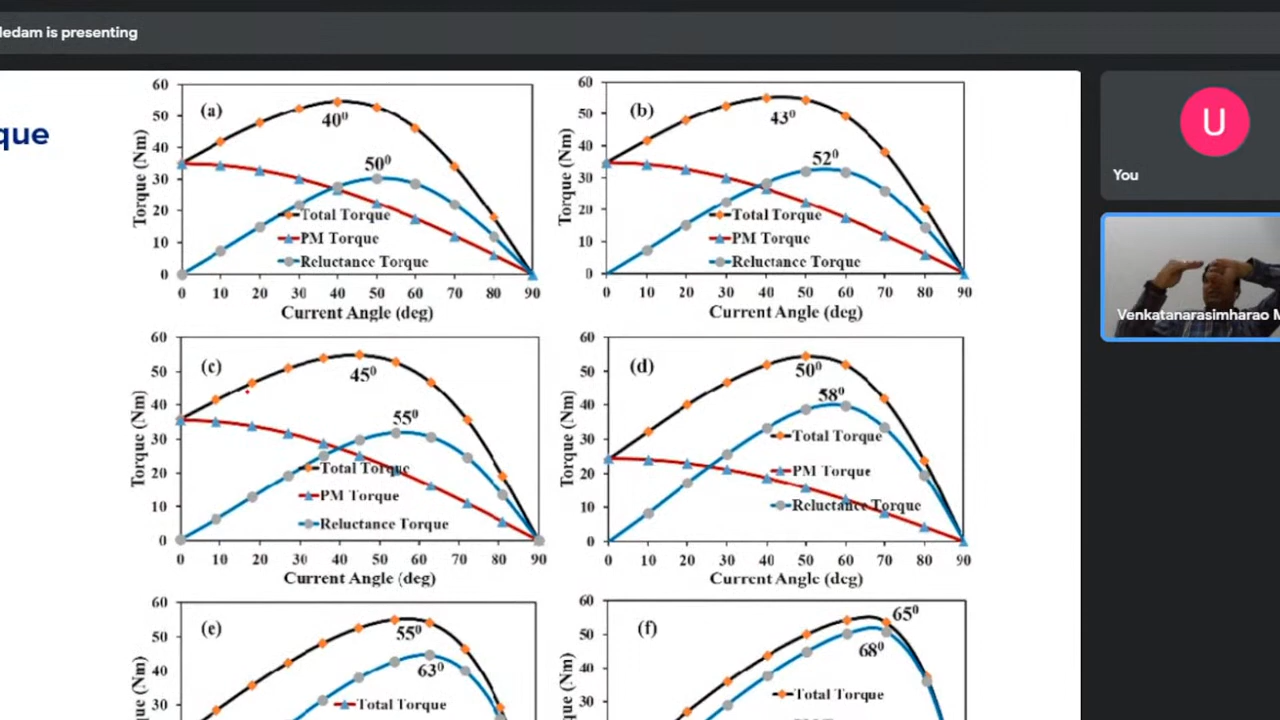 edam is presenting
que
(a)
60
50
40
30
20
10
0
Torque (Nm)
40⁰
50⁰
Total Torque
PM Torque
Reluctance Torque
0 10 20 30 40 50 60 70 80 90
Current Angle (deg)
(b)
60
50
40
30
20
10
0
Torque (Nm)
43⁰
52⁰
Total Torque
PM Torque
Reluctance Torque
0 10 20 30 40 50 60 70 80 90
Current Angle (deg)
(c)
60
50
40
30
20
10
0
Torque (Nm)
45⁰
55⁰
Total Torque
PM Torque
Reluctance Torque
0 10 20 30 40 50 60 70 80 90
Current Angle (deg)
(d)
60
50
40
30
20
10
0
Torque (Nm)
50⁰
58⁰
Total Torque
PM Torque
Reluctance Torque
0 10 20 30 40 50 60 70 80 90
Current Angle (deg)
(e)
60
50
40
30
que (Nm)
55⁰
63⁰
Total Torque
(f)
60
50
40
30
que (Nm)
65⁰
68⁰
Total Torque
U
You
Venkatanarasimharao M